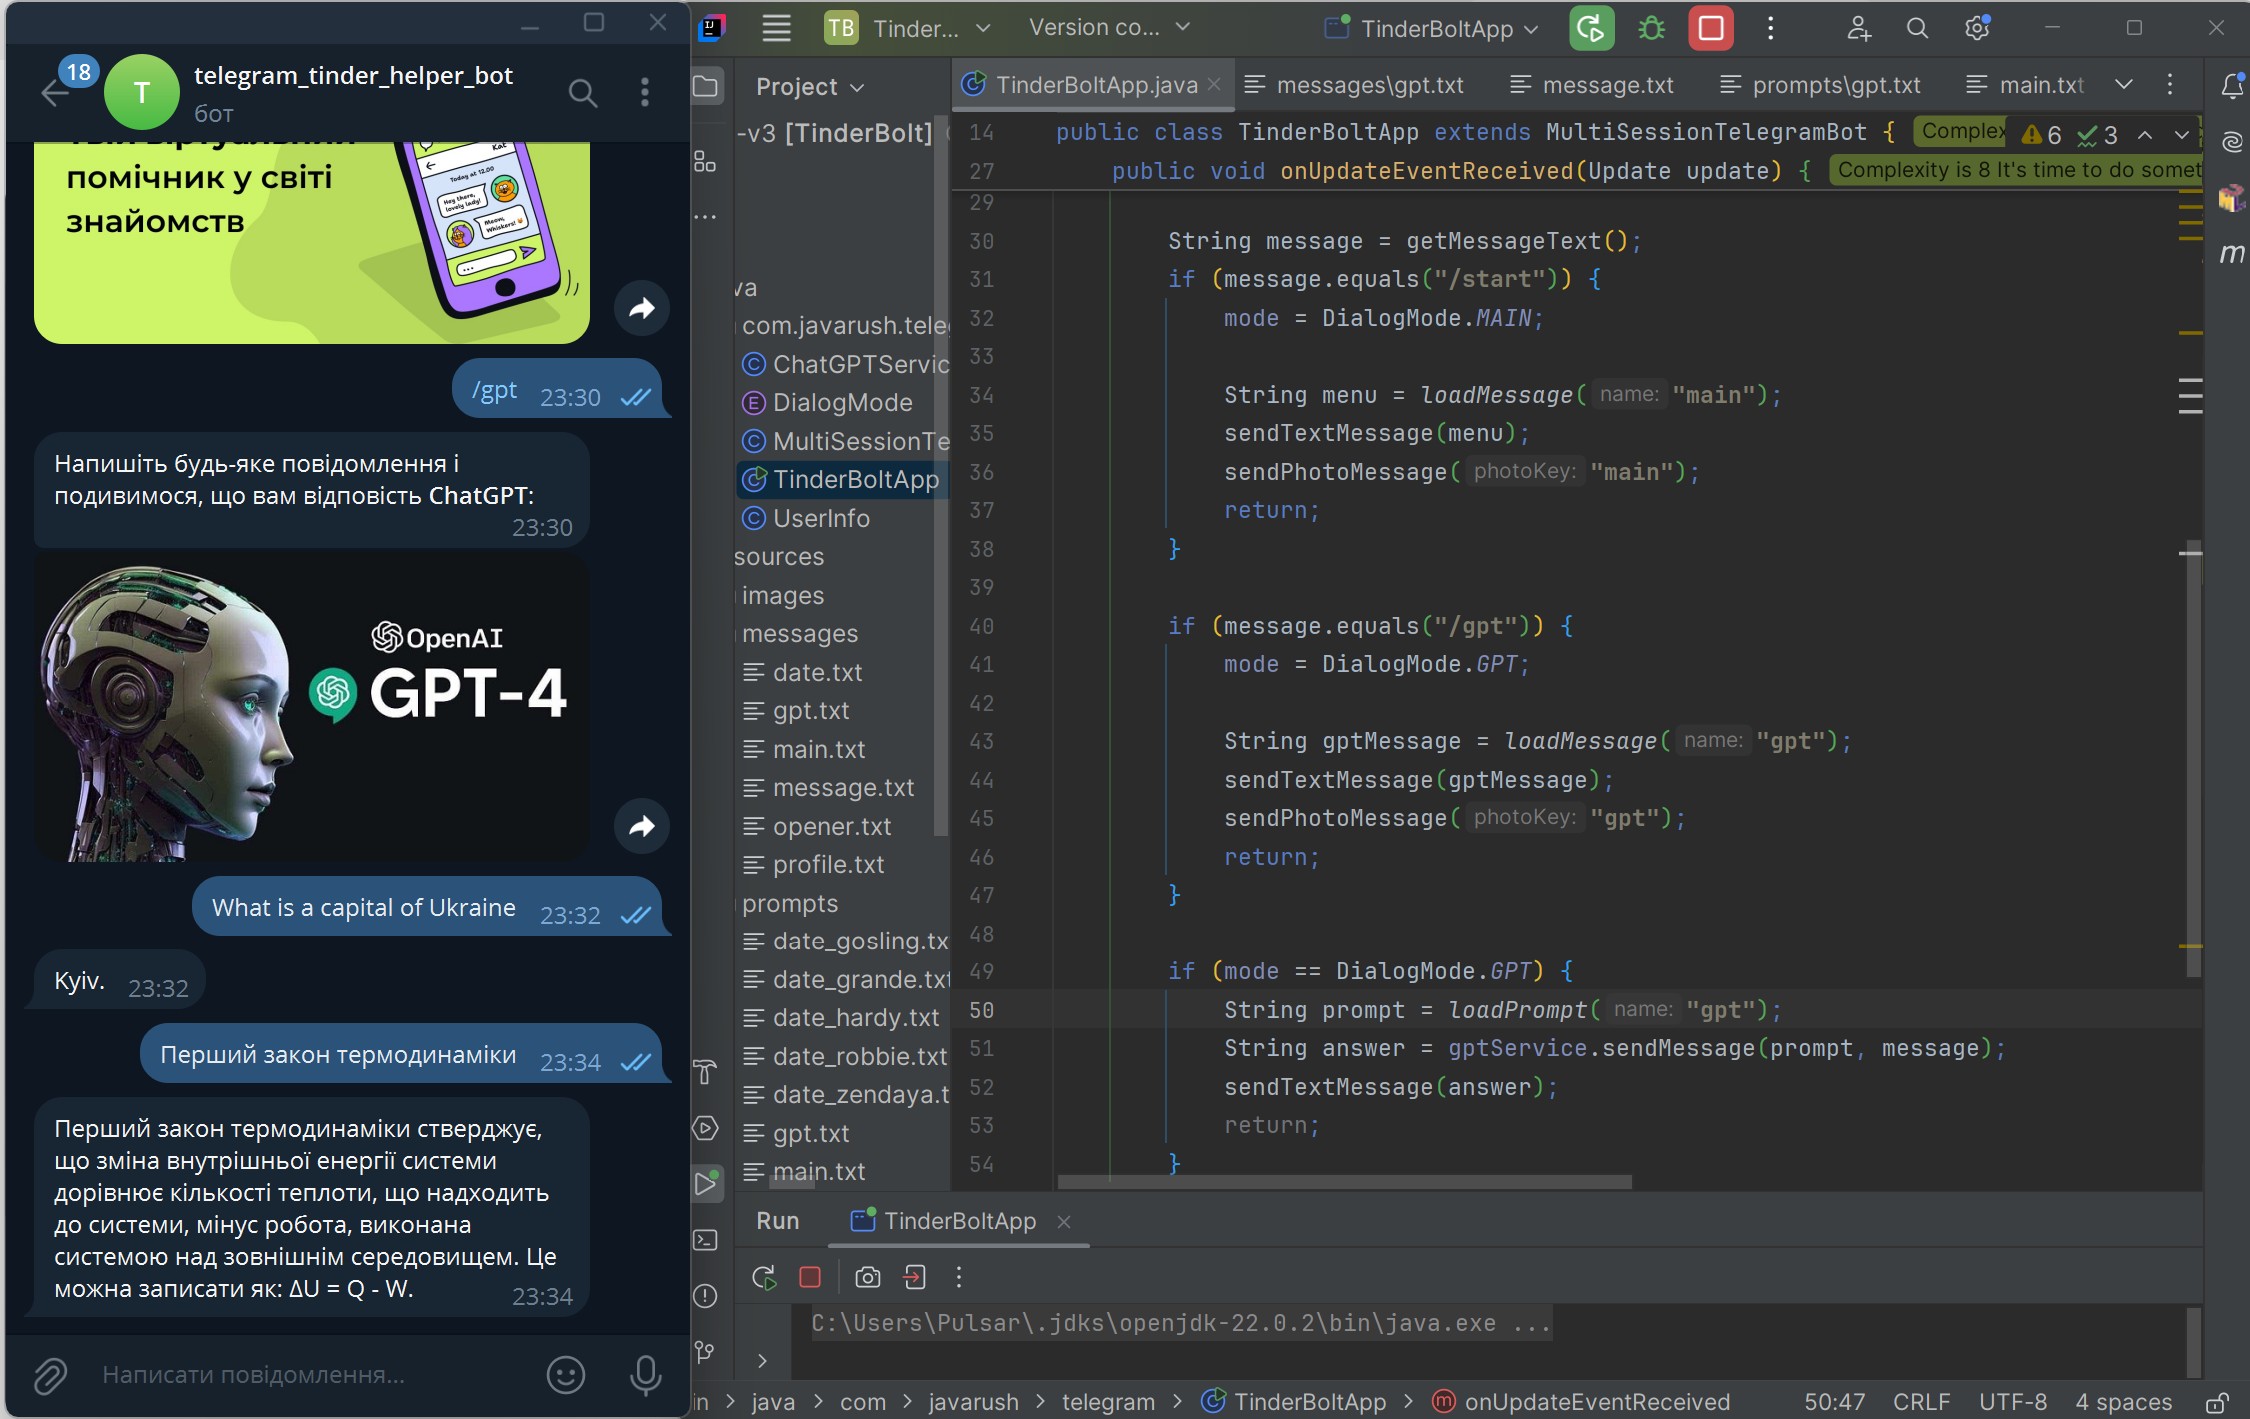 18
T
telegram_tinder_helper_bot
бот
помічник у світі
знайомств
Kat
Today at 12.00
Hey there,
lovely lady!
Meow,
Whiskers!
/gpt 23:30
Напишіть будь-яке повідомлення і
подивимося, що вам відповість ChatGPT:
23:30
OpenAI
GPT-4
What is a capital of Ukraine 23:32
Kyiv. 23:32
Перший закон термодинаміки 23:34
Перший закон термодинаміки стверджує,
що зміна внутрішньої енергії системи
дорівнює кількості теплоти, що надходить
до системи, мінус робота, виконана
системою над зовнішнім середовищем. Це
можна записати як: ΔU = Q - W.
23:34
Написати повідомлення...
TB Tinder... Version co... TinderBoltApp
Project
-v3 [TinderBolt]
va
com.javarush.tele
ChatGPTServic
DialogMode
MultiSessionTe
TinderBoltApp
UserInfo
sources
images
messages
date.txt
gpt.txt
main.txt
message.txt
opener.txt
profile.txt
prompts
date_gosling.tx
date_grande.txt
date_hardy.txt
date_robbie.txt
date_zendaya.t
gpt.txt
main.txt
TinderBoltApp.java messages\gpt.txt message.txt prompts\gpt.txt main.txt
14 public class TinderBoltApp extends MultiSessionTelegramBot { Complex 6 3
27 public void onUpdateEventReceived(Update update) { Complexity is 8 It's time to do somet
29
30 String message = getMessageText();
31 if (message.equals("/start")) {
32 mode = DialogMode.MAIN;
33
34 String menu = loadMessage( name: "main");
35 sendTextMessage(menu);
36 sendPhotoMessage( photoKey: "main");
37 return;
38 }
39
40 if (message.equals("/gpt")) {
41 mode = DialogMode.GPT;
42
43 String gptMessage = loadMessage( name: "gpt");
44 sendTextMessage(gptMessage);
45 sendPhotoMessage( photoKey: "gpt");
46 return;
47 }
48
49 if (mode == DialogMode.GPT) {
50 String prompt = loadPrompt( name: "gpt");
51 String answer = gptService.sendMessage(prompt, message);
52 sendTextMessage(answer);
53 return;
54 }
m
Run TinderBoltApp
C:\Users\Pulsar\.jdks\openjdk-22.0.2\bin\java.exe ...
in > java > com > javarush > telegram > TinderBoltApp > onUpdateEventReceived 50:47 CRLF UTF-8 4 spaces